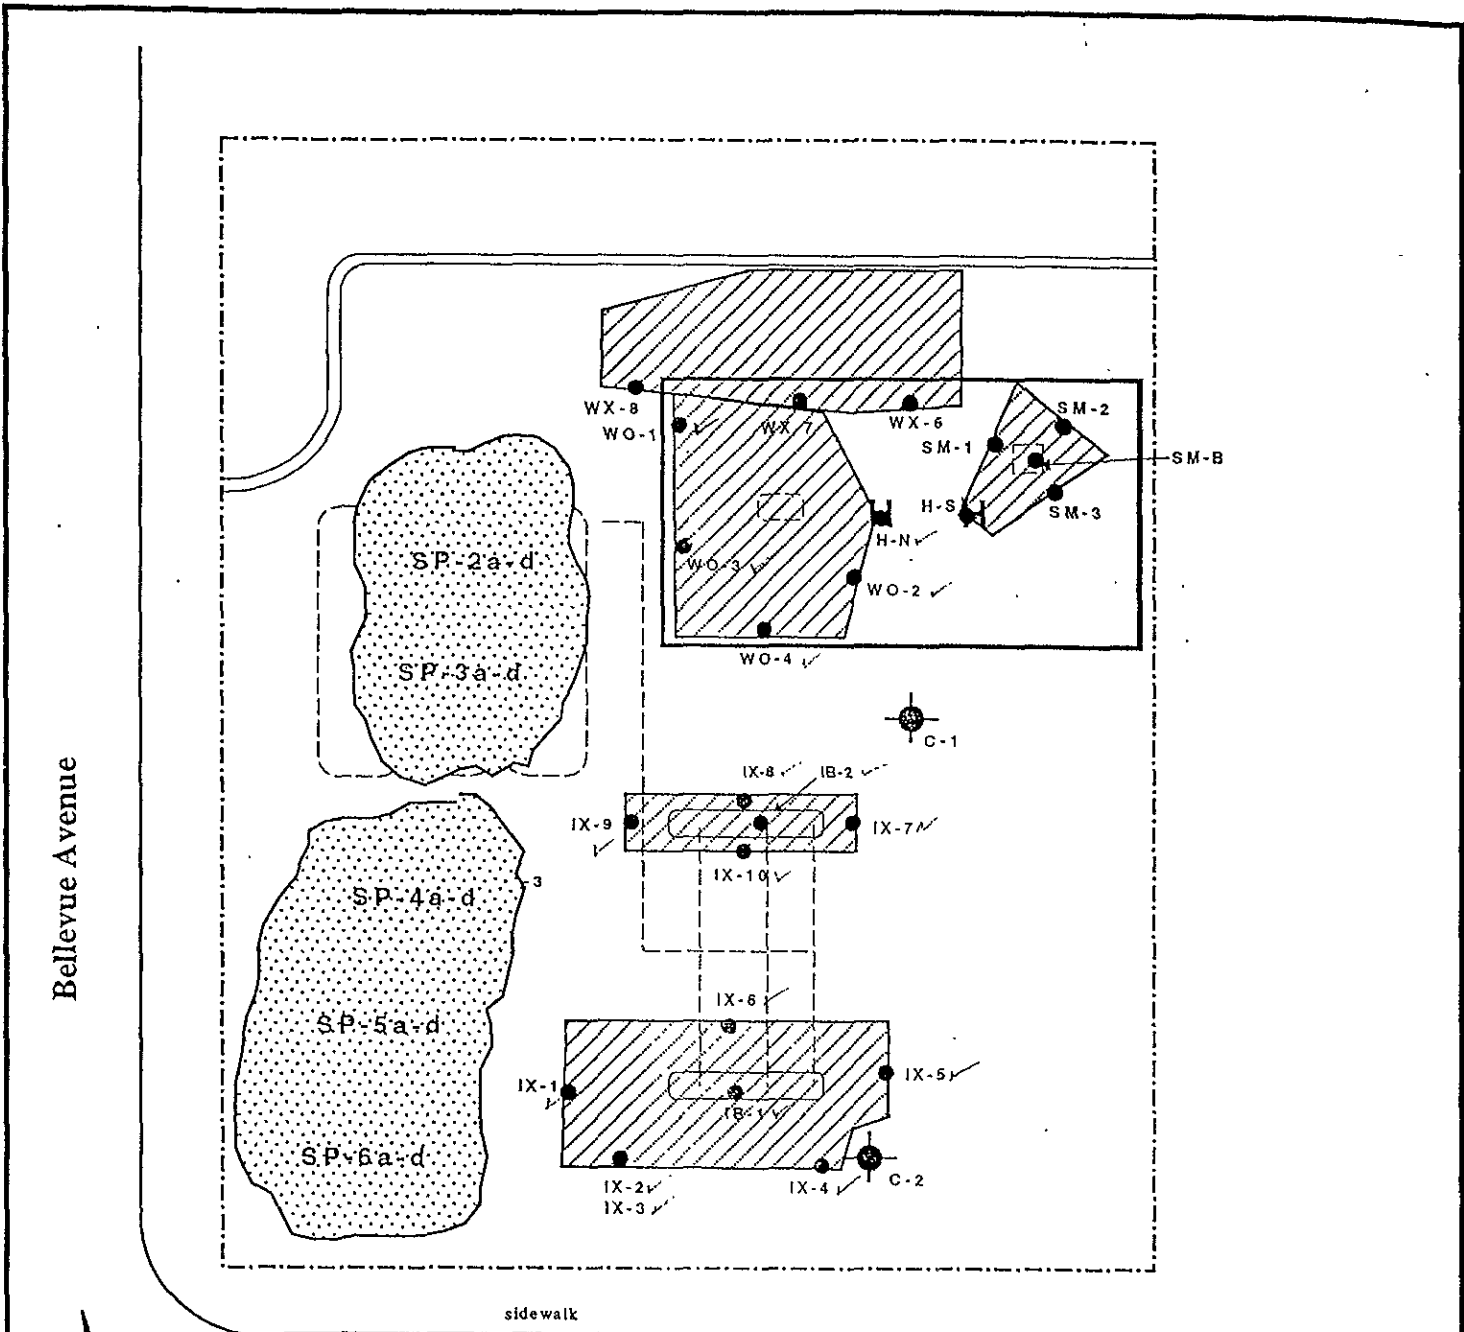 WX-8
WX-7
WX-6
WO-1
SM-2
SM-1
SM-B
H-S
SM-3
H-N
SP-2a-d
WO-3
WO-2
SP-3a-d
WO-4
C-1
IX-8
IB-2
IX-9
IX-7
IX-10
SP-4a-d
-3
Bellevue Avenue
IX-6
SP-5a-d
IX-1
IX-5
IB-1
SP-6a-d
IX-2
IX-3
IX-4
C-2
sidewalk